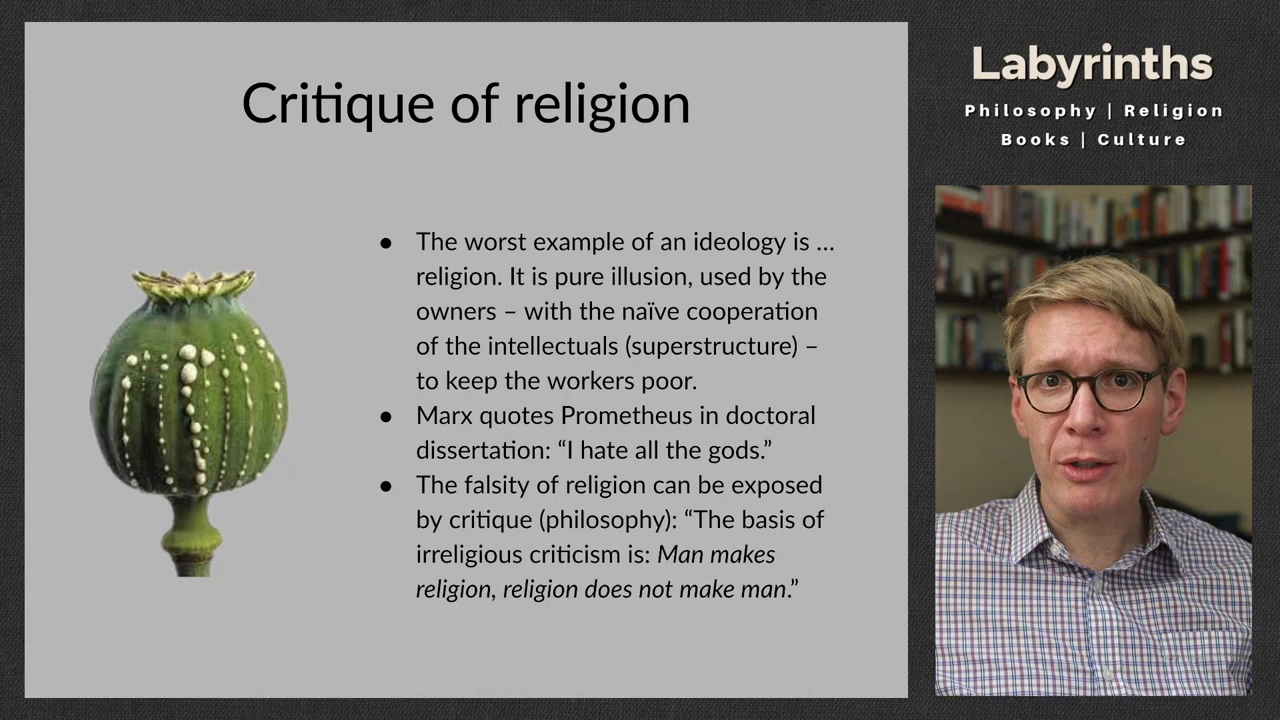 Critique of religion
● The worst example of an ideology is ...
religion. It is pure illusion, used by the
owners – with the naïve cooperation
of the intellectuals (superstructure) –
to keep the workers poor.
● Marx quotes Prometheus in doctoral
dissertation: “I hate all the gods.”
● The falsity of religion can be exposed
by critique (philosophy): “The basis of
irreligious criticism is: Man makes
religion, religion does not make man.”
Labyrinths
Philosophy | Religion
Books | Culture